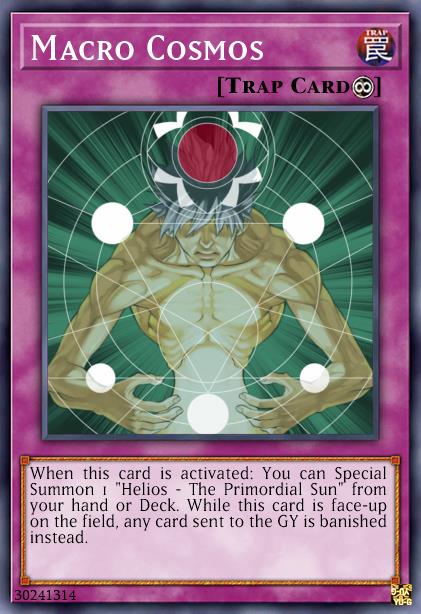 Macro Cosmos
TRAP
罠
[Trap Card]
When this card is activated: You can Special
Summon 1 "Helios - The Primordial Sun" from
your hand or Deck. While this card is face-up
on the field, any card sent to the GY is banished
instead.
30241314